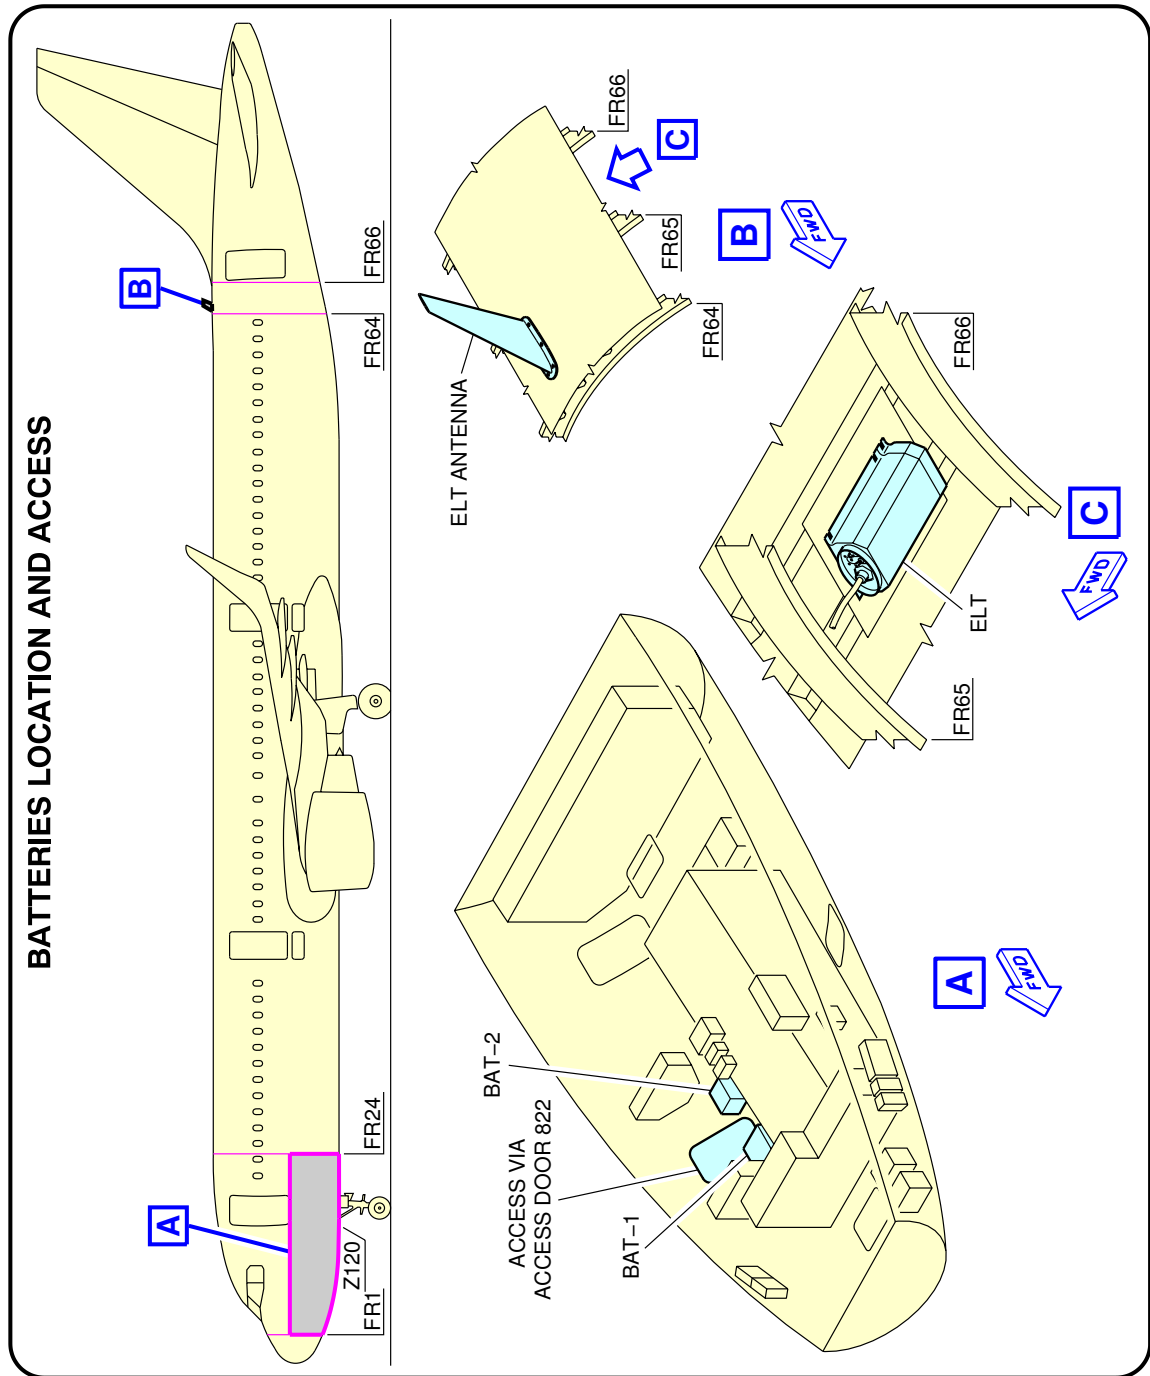 BATTERIES LOCATION AND ACCESS
A
B
FR1
Z120
FR24
FR64
FR66
ELT ANTENNA
FR64
FR65
FR66
C
B
FWD
ACCESS VIA
ACCESS DOOR 822
BAT–1
BAT–2
A
FWD
FR65
ELT
FR66
C
FWD